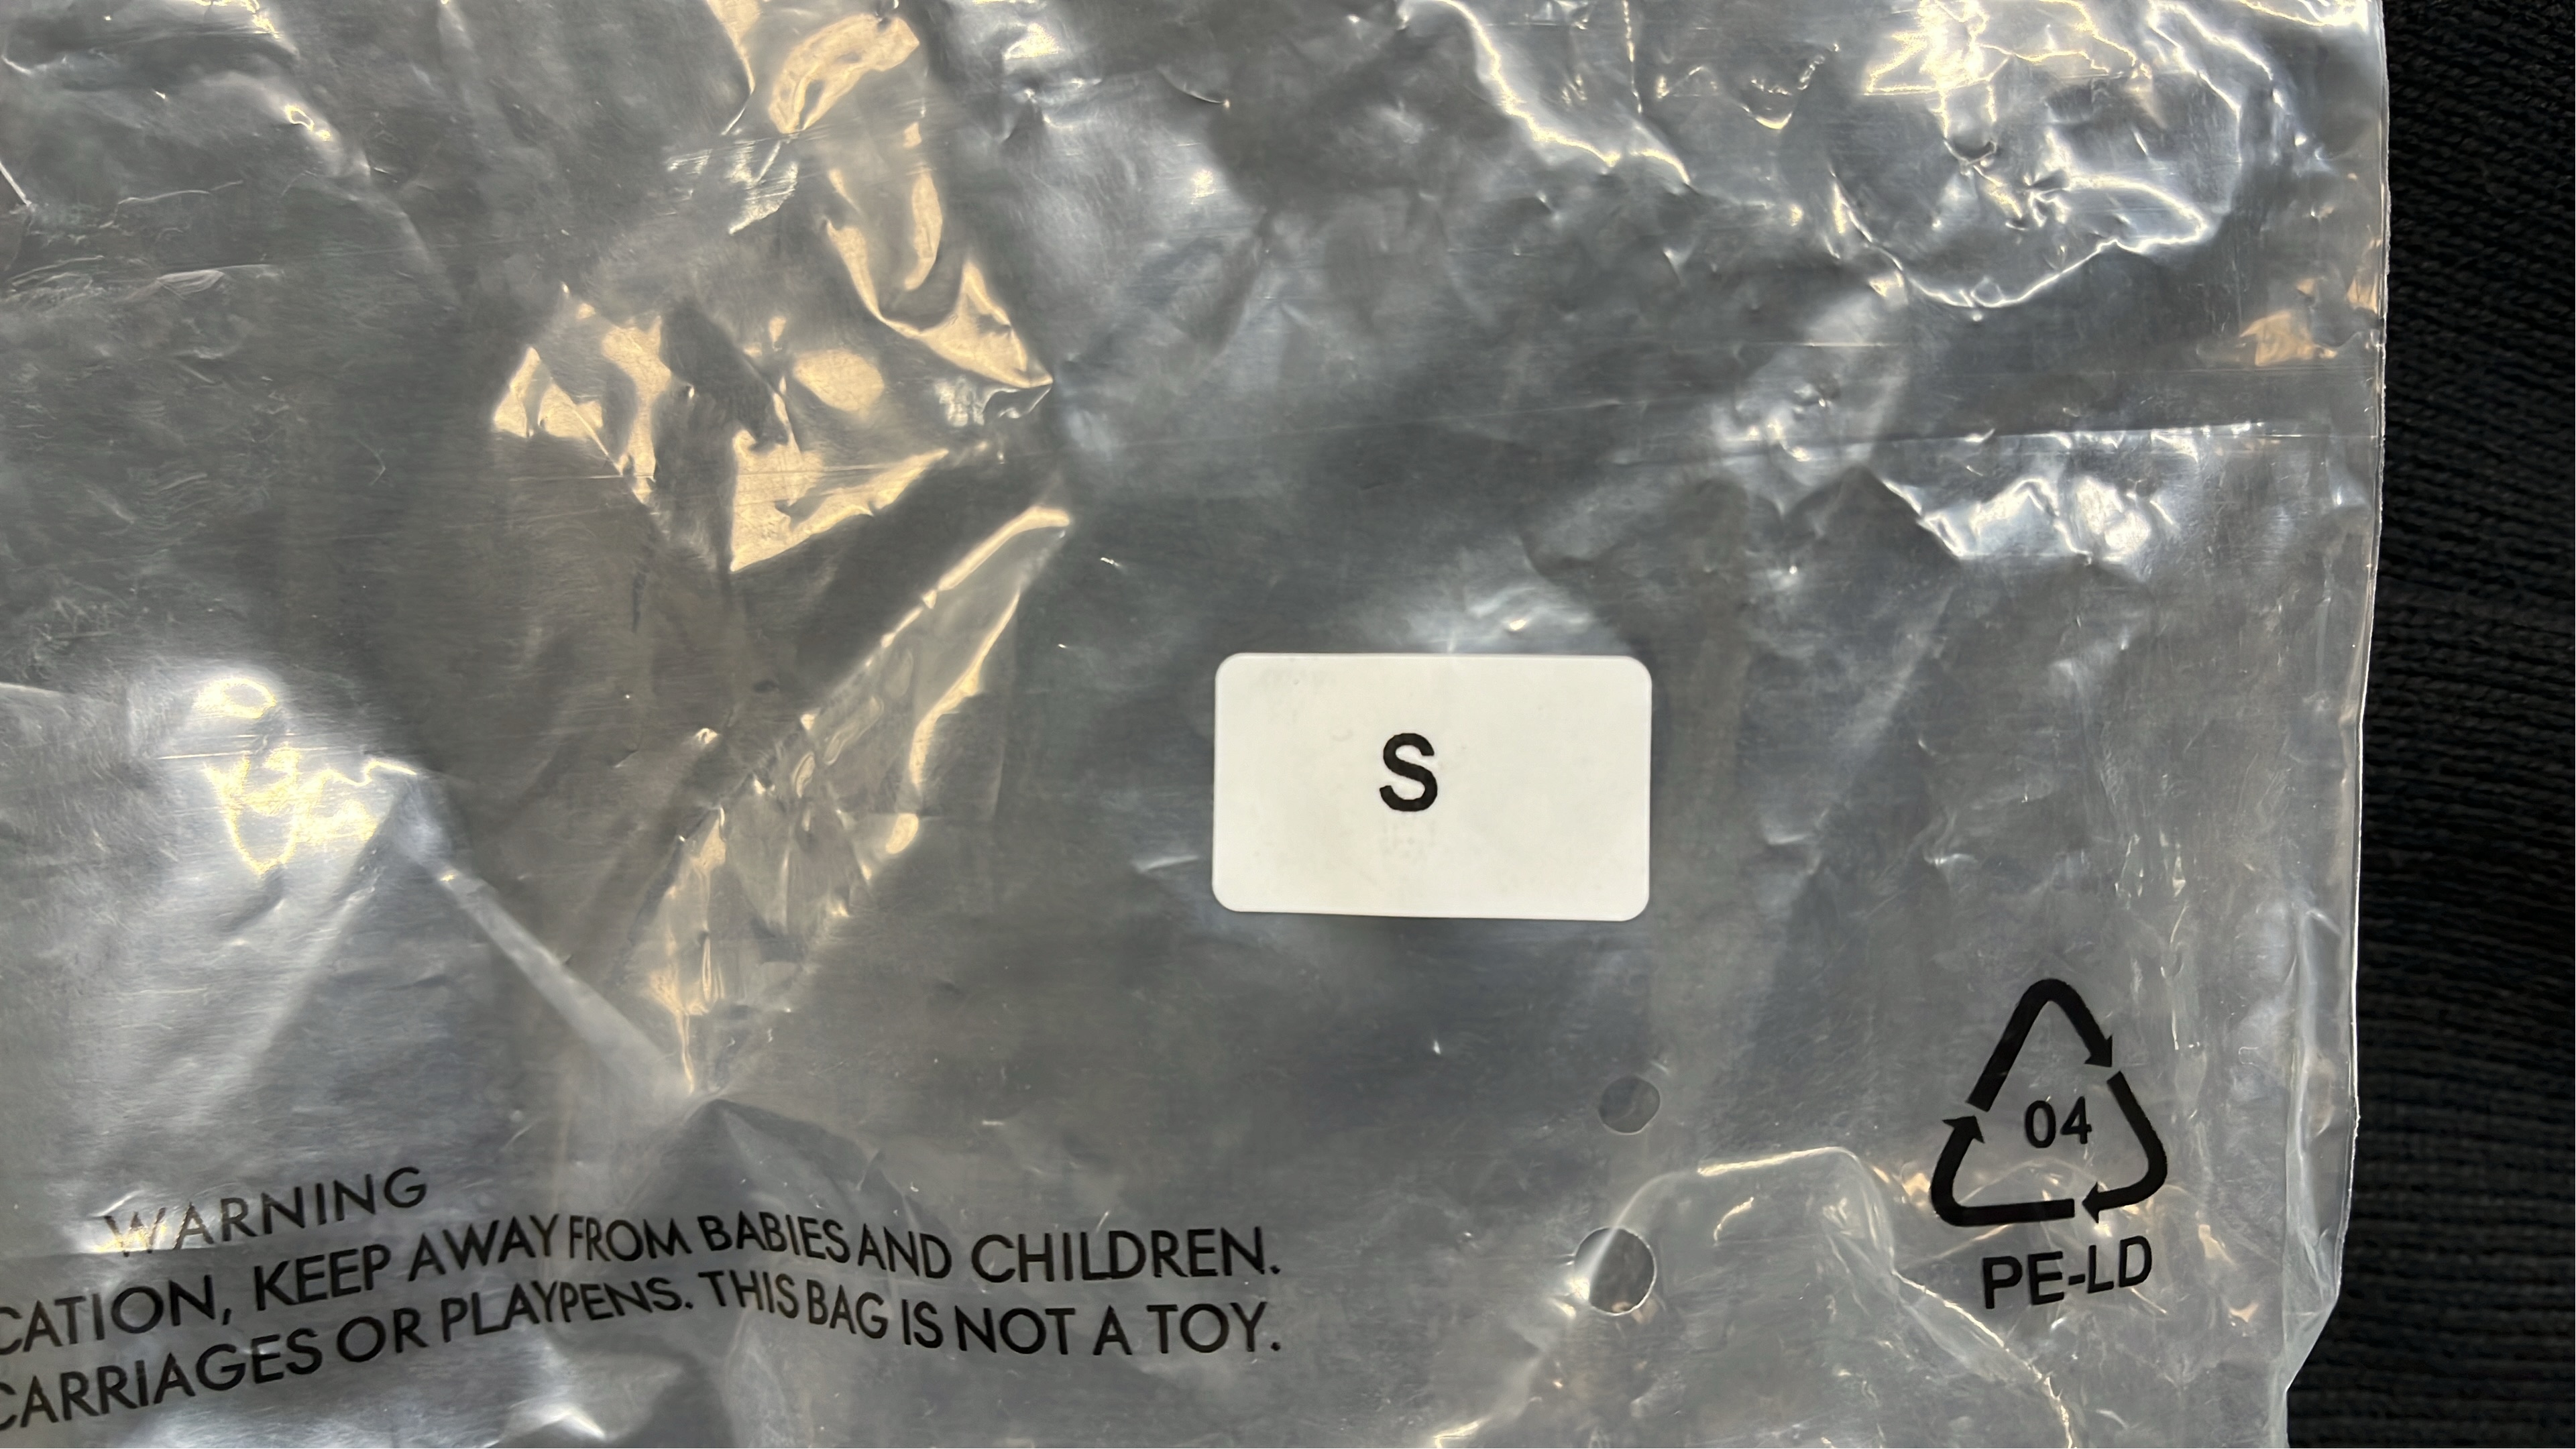 S
04
PE-LD
WARNING
CATION, KEEP AWAY FROM BABIES AND CHILDREN.
CARRIAGES OR PLAYPENS. THIS BAG IS NOT A TOY.